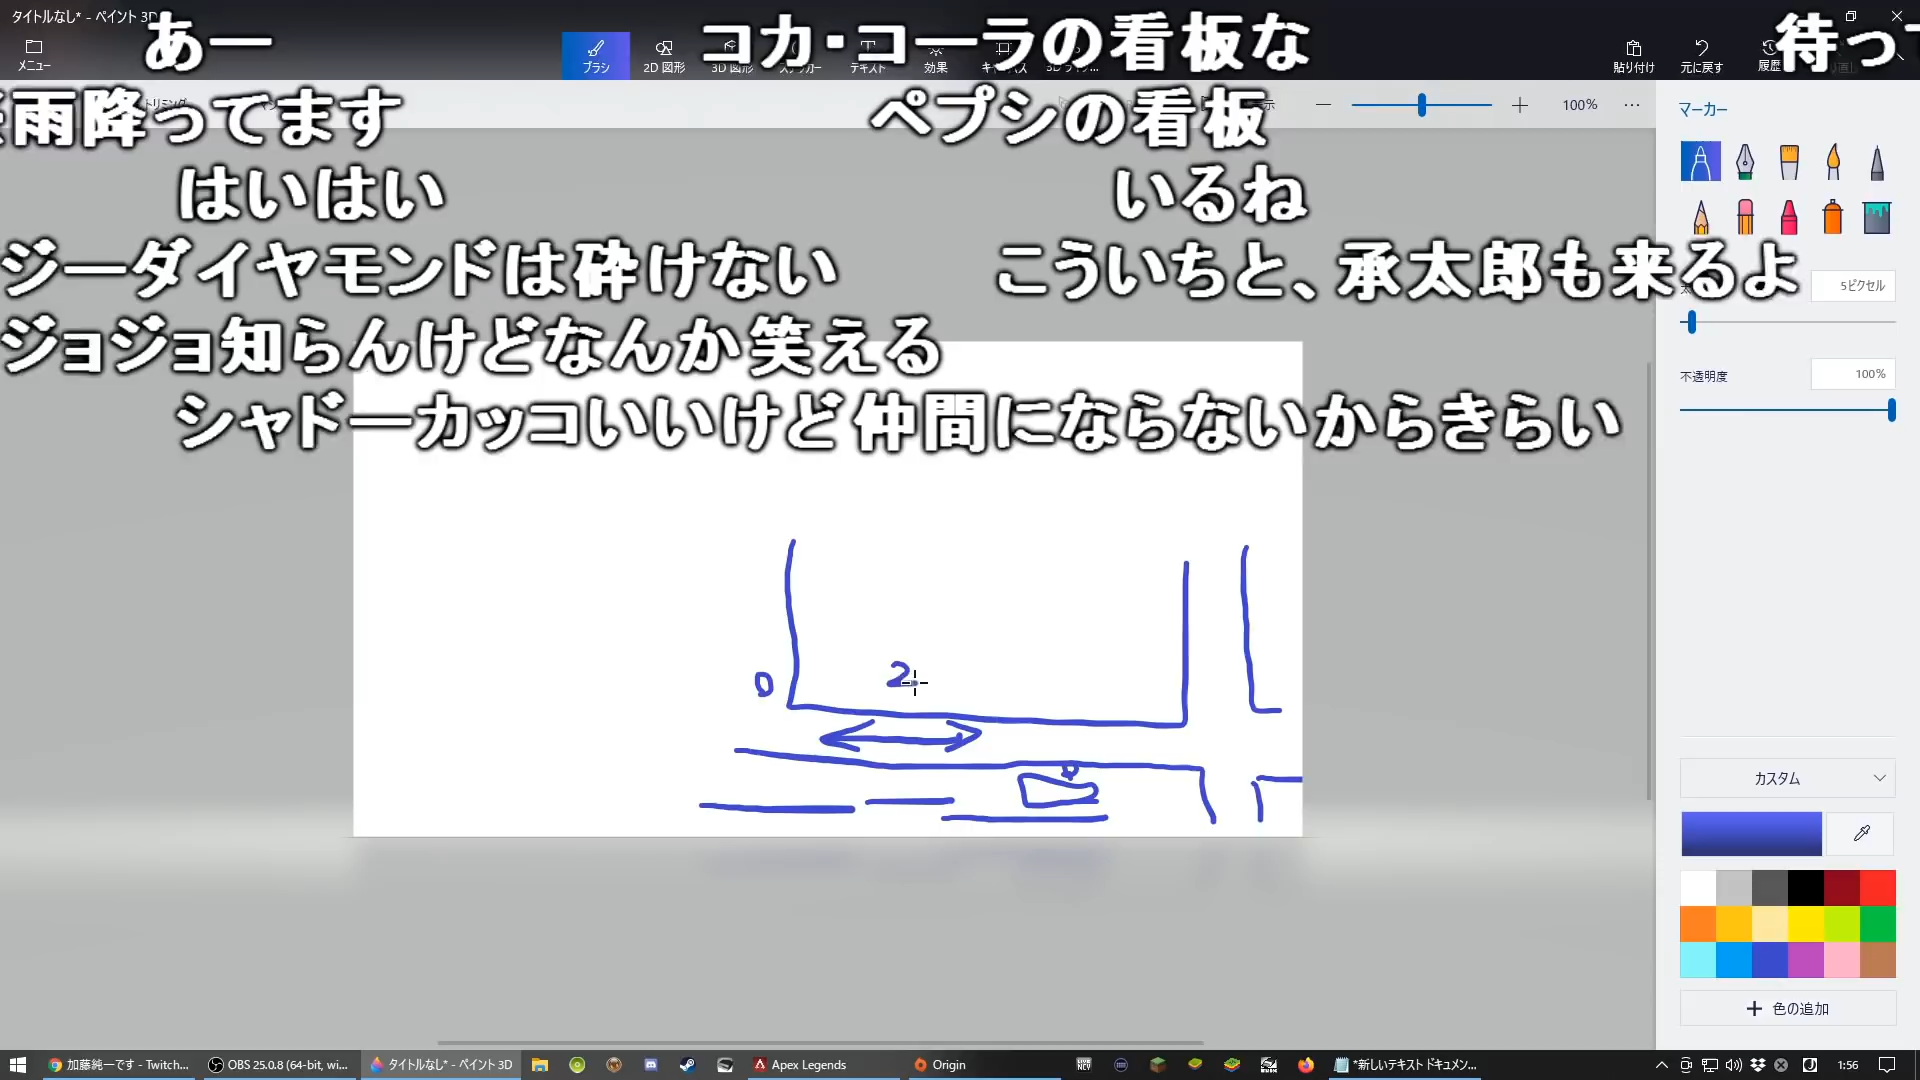 タイトルなし* - ペイント 3D
あー
コカ・コーラの看板な
待って
メニュー
ブラシ
2D 図形
3D 図形
テキスト
効果
貼り付け
元に戻す
履歴
雨降ってます
トリミング
ペプシの看板
表示
100%
マーカー
はいはい
いるね
ジーダイヤモンドは砕けない
こういちと、承太郎も来るよ
5ピクセル
ジョジョ知らんけどなんか笑える
不透明度
100%
シャドーカッコいいけど仲間にならないからきらい
0
2
カスタム
色の追加
加藤純一です - Twitch...
OBS 25.0.8 (64-bit, wi...
タイトルなし* - ペイント 3D
Apex Legends
Origin
*新しいテキスト ドキュメン...
1:56